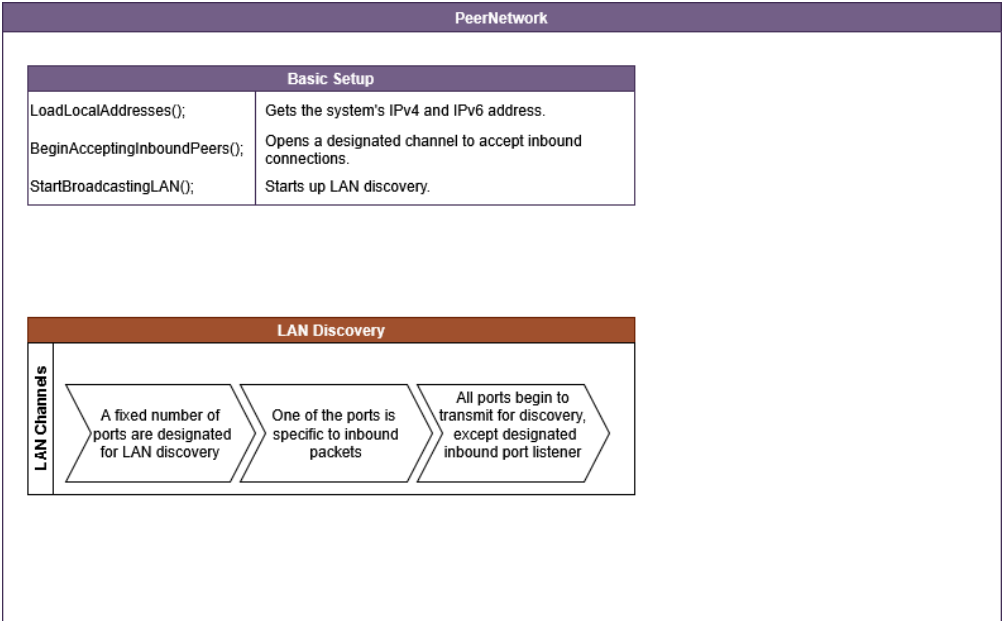 PeerNetwork
Basic Setup
LoadLocalAddresses();
Gets the system's IPv4 and IPv6 address.
BeginAcceptingInboundPeers();
Opens a designated channel to accept inbound
connections.
StartBroadcastingLAN();
Starts up LAN discovery.
LAN Discovery
LAN Channels
A fixed number of
ports are designated
for LAN discovery
One of the ports is
specific to inbound
packets
All ports begin to
transmit for discovery,
except designated
inbound port listener